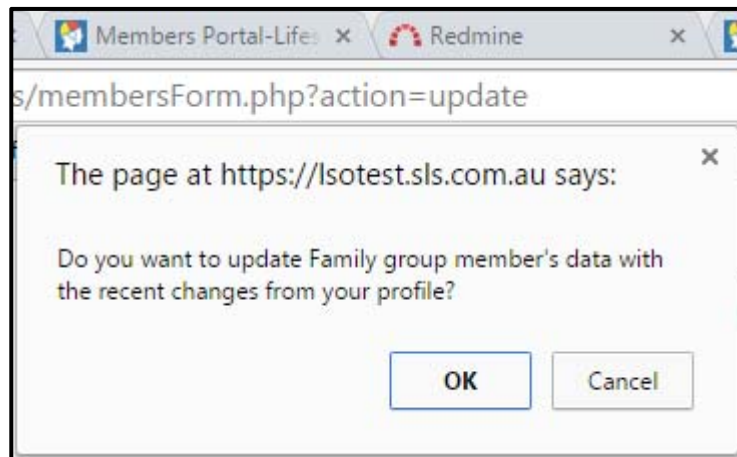 Members Portal-Lifes Redmine
s/membersForm.php?action=update
The page at https://lsotest.sls.com.au says:
Do you want to update Family group member's data with
the recent changes from your profile?
OK Cancel